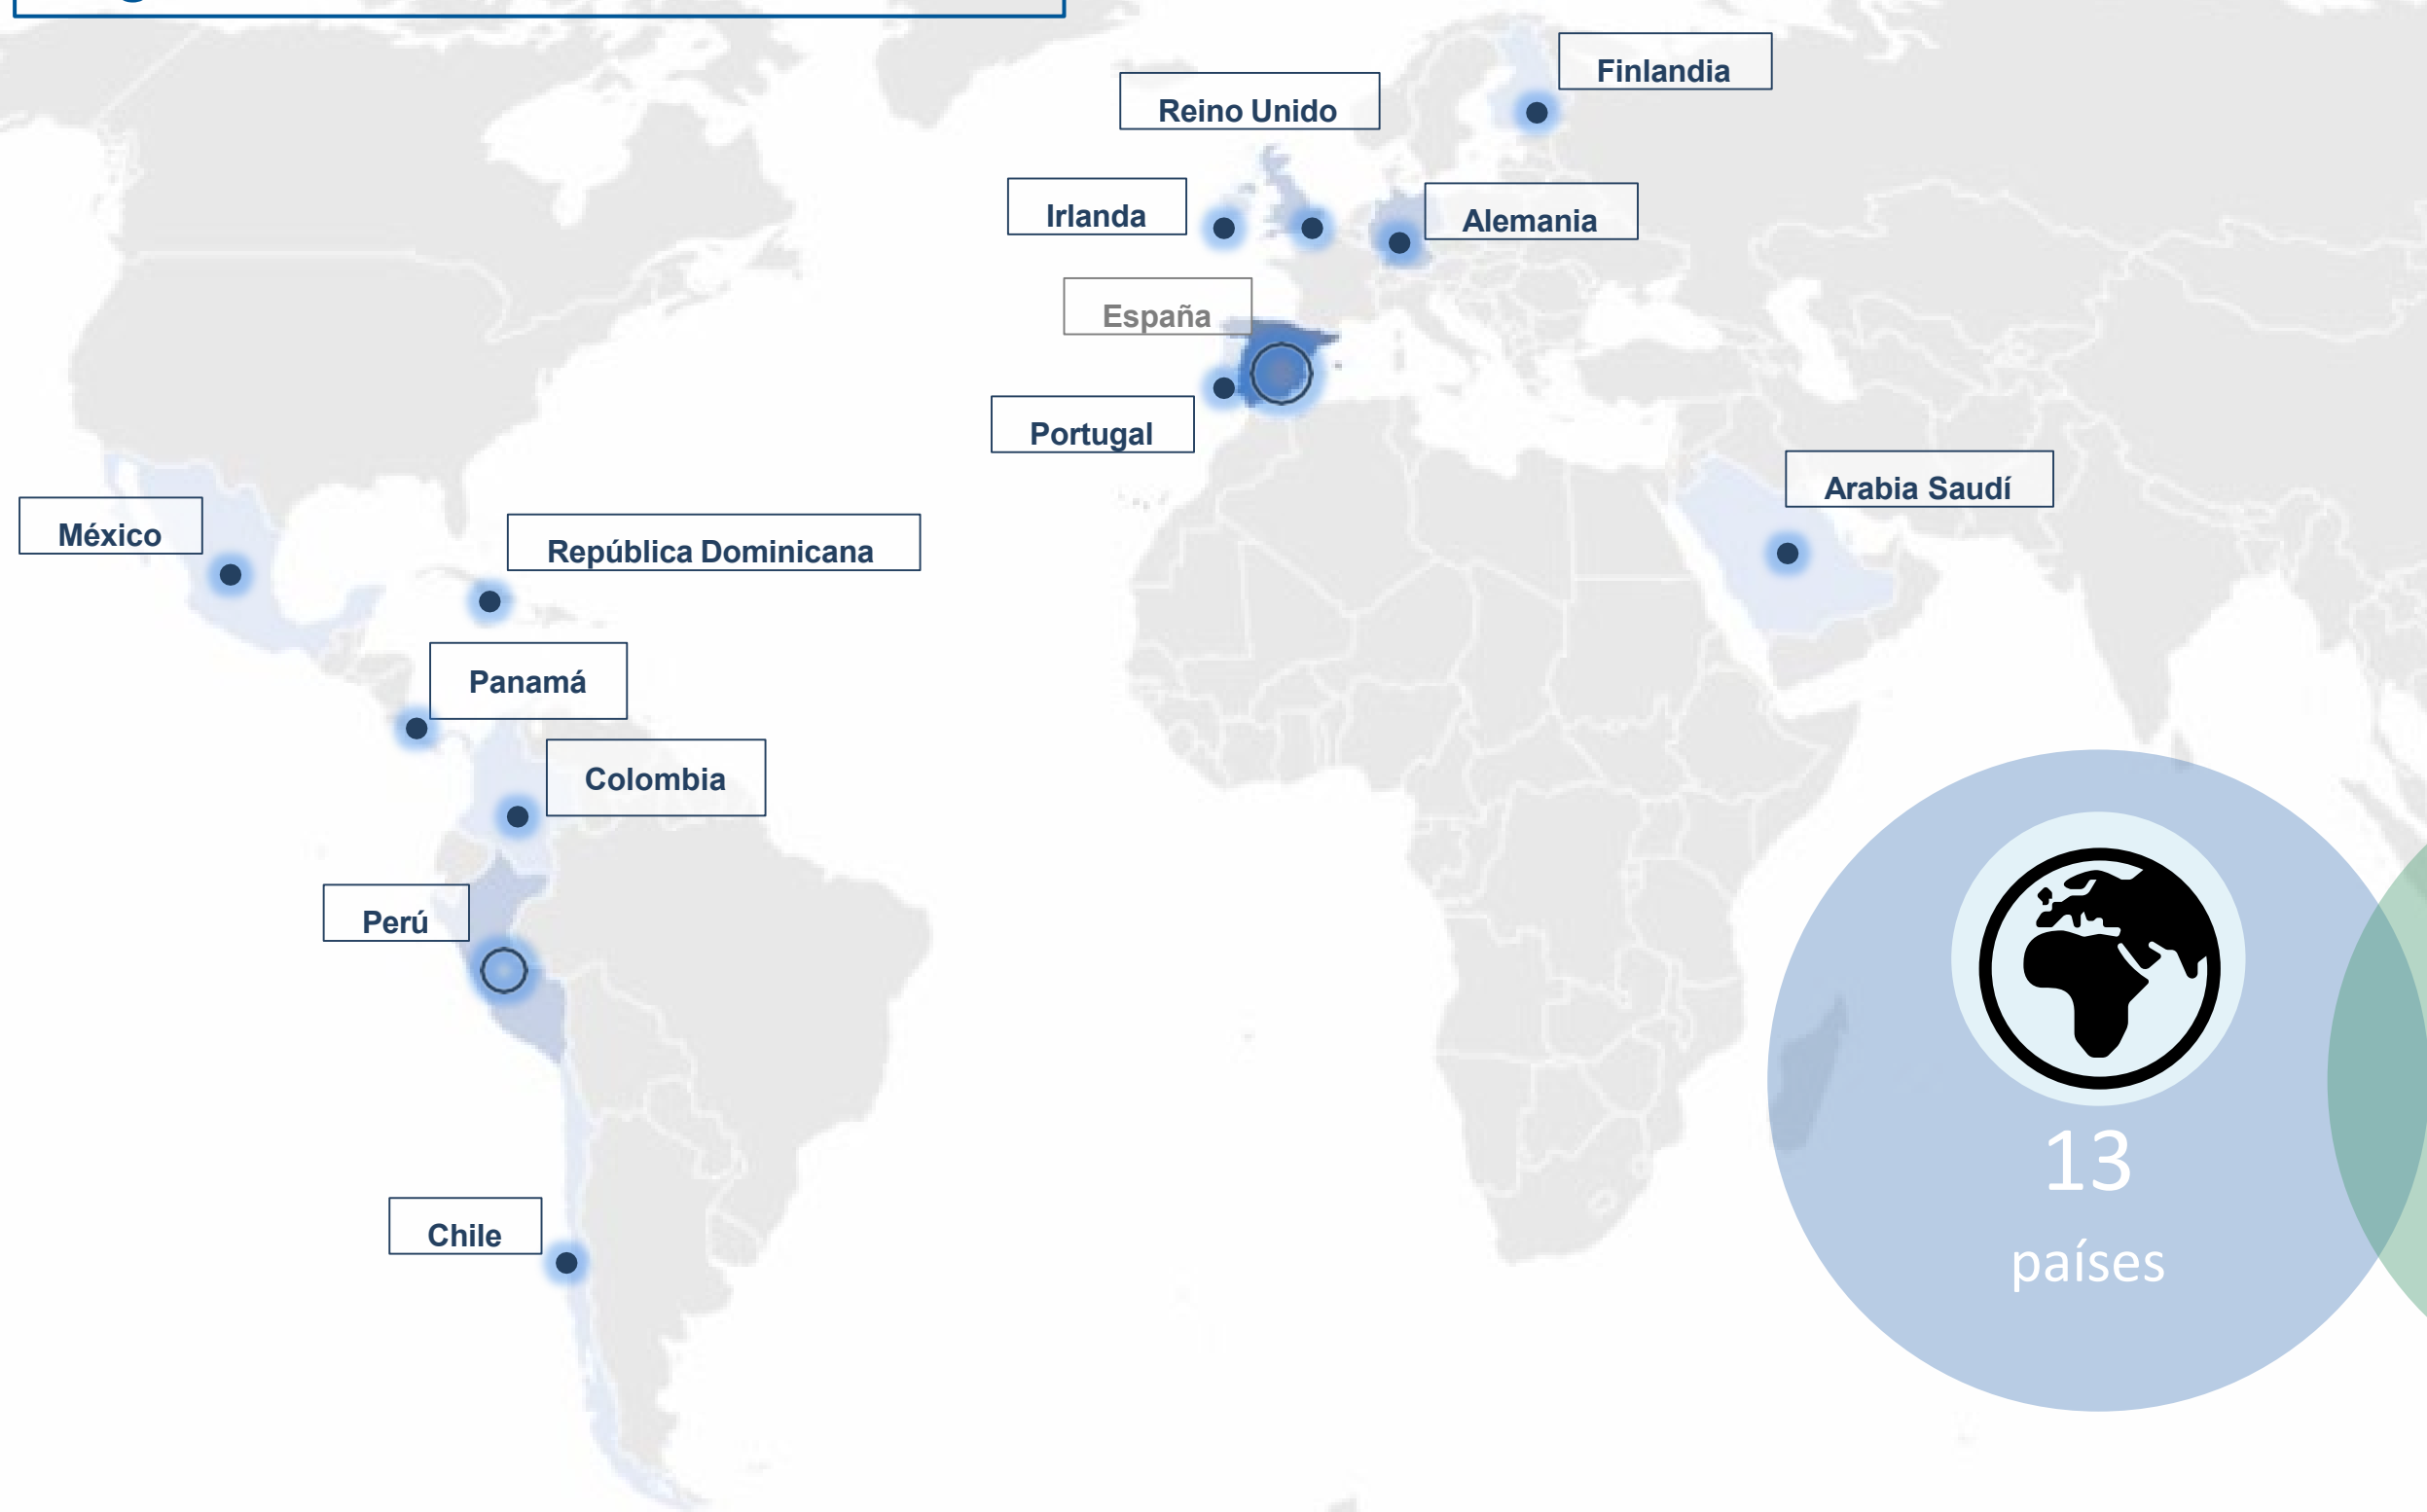 Finlandia
Reino Unido
Irlanda
Alemania
España
Portugal
Arabia Saudí
México
República Dominicana
Panamá
Colombia
Perú
Chile
13
países